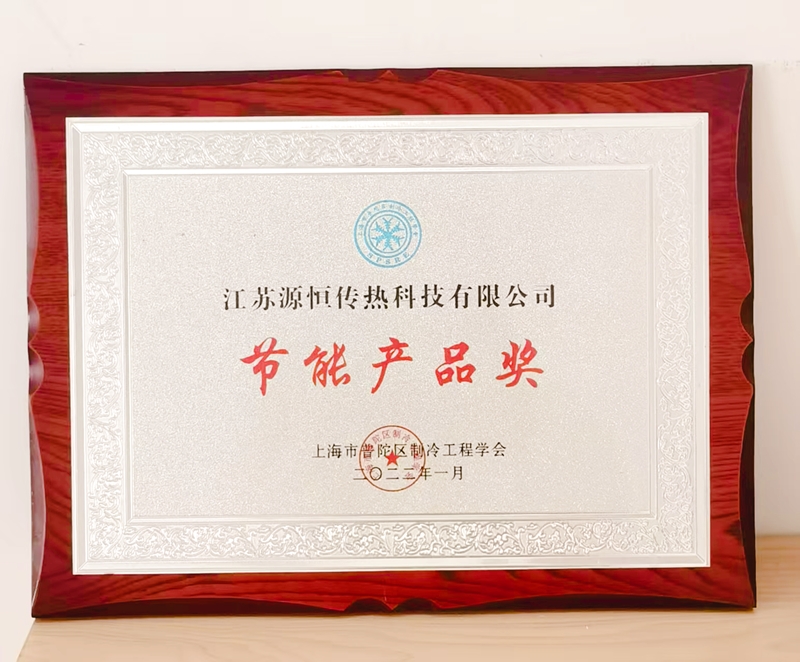 江苏源恒传热科技有限公司
节能产品奖
上海市普陀区制冷工程学会
二〇二二年一月